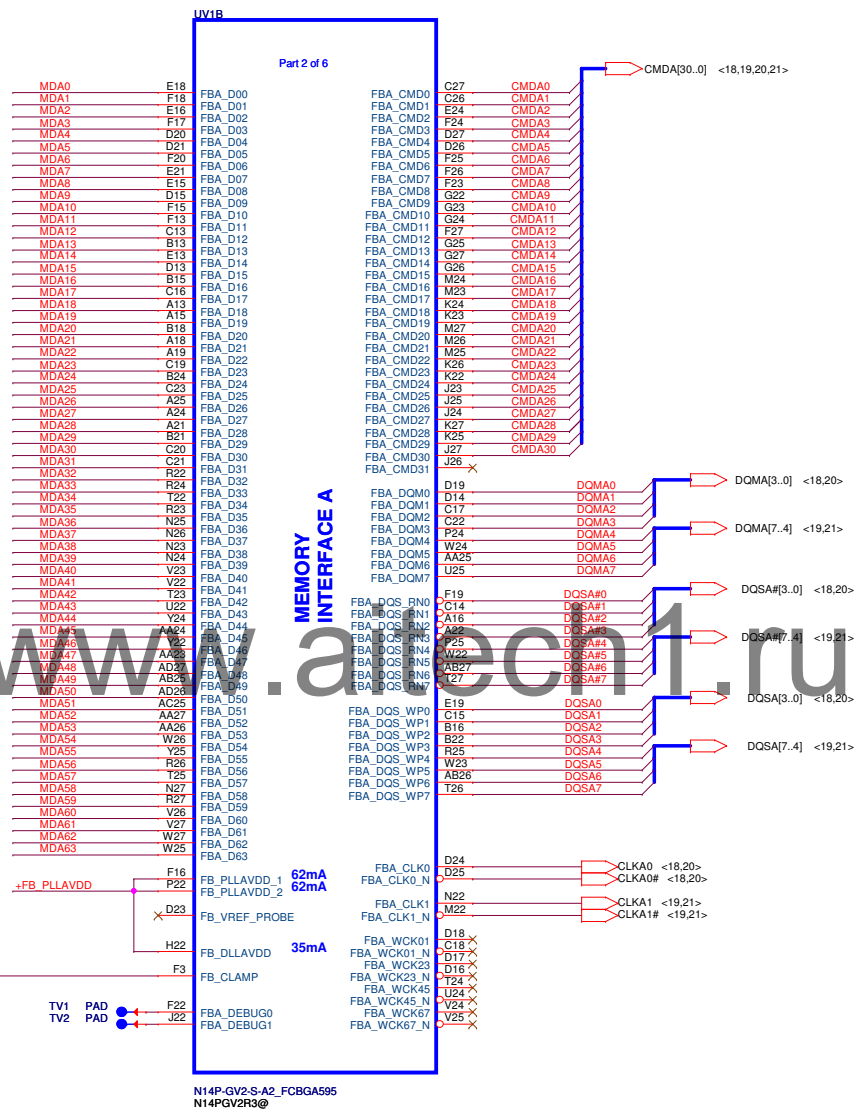 UV1B
Part 2 of 6
CMDA[30..0] <18,19,20,21>
MDA0 E18 FBA_D00 FBA_CMD0 C27 CMDA0
MDA1 F18 FBA_D01 FBA_CMD1 C26 CMDA1
MDA2 E16 FBA_D02 FBA_CMD2 E24 CMDA2
MDA3 F17 FBA_D03 FBA_CMD3 F24 CMDA3
MDA4 D20 FBA_D04 FBA_CMD4 D27 CMDA4
MDA5 D21 FBA_D05 FBA_CMD5 D26 CMDA5
MDA6 F20 FBA_D06 FBA_CMD6 F25 CMDA6
MDA7 E21 FBA_D07 FBA_CMD7 F26 CMDA7
MDA8 E15 FBA_D08 FBA_CMD8 F23 CMDA8
MDA9 D15 FBA_D09 FBA_CMD9 G22 CMDA9
MDA10 F15 FBA_D10 FBA_CMD10 G23 CMDA10
MDA11 F13 FBA_D11 FBA_CMD11 G24 CMDA11
MDA12 C13 FBA_D12 FBA_CMD12 F27 CMDA12
MDA13 B13 FBA_D13 FBA_CMD13 G25 CMDA13
MDA14 E13 FBA_D14 FBA_CMD14 G27 CMDA14
MDA15 D13 FBA_D15 FBA_CMD15 G26 CMDA15
MDA16 B15 FBA_D16 FBA_CMD16 M24 CMDA16
MDA17 C16 FBA_D17 FBA_CMD17 M23 CMDA17
MDA18 A13 FBA_D18 FBA_CMD18 K24 CMDA18
MDA19 A15 FBA_D19 FBA_CMD19 K23 CMDA19
MDA20 B18 FBA_D20 FBA_CMD20 M27 CMDA20
MDA21 A18 FBA_D21 FBA_CMD21 M26 CMDA21
MDA22 A19 FBA_D22 FBA_CMD22 M25 CMDA22
MDA23 C19 FBA_D23 FBA_CMD23 K26 CMDA23
MDA24 B24 FBA_D24 FBA_CMD24 K22 CMDA24
MDA25 C23 FBA_D25 FBA_CMD25 J23 CMDA25
MDA26 A25 FBA_D26 FBA_CMD26 J25 CMDA26
MDA27 A24 FBA_D27 FBA_CMD27 J24 CMDA27
MDA28 A21 FBA_D28 FBA_CMD28 K27 CMDA28
MDA29 B21 FBA_D29 FBA_CMD29 K25 CMDA29
MDA30 C20 FBA_D30 FBA_CMD30 J27 CMDA30
MDA31 C21 FBA_D31 FBA_CMD31 J26
MDA32 R22 FBA_D32
MDA33 R24 FBA_D33 FBA_DQM0 D19 DQMA0 DQMA[3..0] <18,20>
MDA34 T22 FBA_D34 FBA_DQM1 D14 DQMA1
MDA35 R23 FBA_D35 FBA_DQM2 C17 DQMA2
MDA36 N25 FBA_D36 FBA_DQM3 C22 DQMA3
MDA37 N26 FBA_D37 FBA_DQM4 P24 DQMA4 DQMA[7..4] <19,21>
MDA38 N23 FBA_D38 FBA_DQM5 W24 DQMA5
MDA39 N24 FBA_D39 FBA_DQM6 AA25 DQMA6
MDA40 V23 FBA_D40 FBA_DQM7 U25 DQMA7
MDA41 V22 FBA_D41
MDA42 T23 FBA_D42 FBA_DQS_RN0 F19 DQSA#0 DQSA#[3..0] <18,20>
MDA43 U22 FBA_D43 FBA_DQS_RN1 C14 DQSA#1
MDA44 Y24 FBA_D44 FBA_DQS_RN2 A16 DQSA#2
MDA45 AA24 FBA_D45 FBA_DQS_RN3 A22 DQSA#3
MDA46 Y22 FBA_D46 FBA_DQS_RN4 P25 DQSA#4 DQSA#[7..4] <19,21>
MDA47 AA23 FBA_D47 FBA_DQS_RN5 W22 DQSA#5
MDA48 AD27 FBA_D48 FBA_DQS_RN6 AB27 DQSA#6
MDA49 AB25 FBA_D49 FBA_DQS_RN7 T27 DQSA#7
MDA50 AD26 FBA_D50
MDA51 AC25 FBA_D51 FBA_DQS_WP0 E19 DQSA0 DQSA[3..0] <18,20>
MDA52 AA27 FBA_D52 FBA_DQS_WP1 C15 DQSA1
MDA53 AA26 FBA_D53 FBA_DQS_WP2 B16 DQSA2
MDA54 W26 FBA_D54 FBA_DQS_WP3 B22 DQSA3
MDA55 Y25 FBA_D55 FBA_DQS_WP4 R25 DQSA4 DQSA[7..4] <19,21>
MDA56 R26 FBA_D56 FBA_DQS_WP5 W23 DQSA5
MDA57 T25 FBA_D57 FBA_DQS_WP6 AB26 DQSA6
MDA58 N27 FBA_D58 FBA_DQS_WP7 T26 DQSA7
MDA59 R27 FBA_D59
MDA60 V26 FBA_D60
MDA61 V27 FBA_D61
MDA62 W27 FBA_D62
MDA63 W25 FBA_D63
MEMORY
INTERFACE A
www.aitech1.ru
F16 FB_PLLAVDD_1 62mA FBA_CLK0 D24 CLKA0 <18,20>
+FB_PLLAVDD P22 FB_PLLAVDD_2 62mA FBA_CLK0_N D25 CLKA0# <18,20>
FBA_CLK1 N22 CLKA1 <19,21>
D23 FB_VREF_PROBE FBA_CLK1_N M22 CLKA1# <19,21>
FBA_WCK01 D18
H22 FB_DLLAVDD 35mA FBA_WCK01_N C18
FBA_WCK23 D17
F3 FB_CLAMP FBA_WCK23_N D16
FBA_WCK45 T24
FBA_WCK45_N U24
TV1 PAD F22 FBA_DEBUG0 FBA_WCK67 V24
TV2 PAD J22 FBA_DEBUG1 FBA_WCK67_N V25
N14P-GV2-S-A2_FCBGA595
N14PGV2R3@